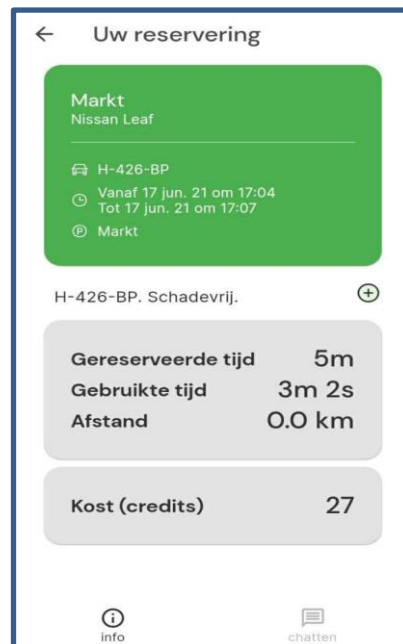 Uw reservering
Markt
Nissan Leaf
H-426-BP
Vanaf 17 jun. 21 om 17:04
Tot 17 jun. 21 om 17:07
P Markt
H-426-BP. Schadevrij.
Gereserveerde tijd 5m
Gebruikte tijd 3m 2s
Afstand 0.0 km
Kost (credits) 27
info chatten